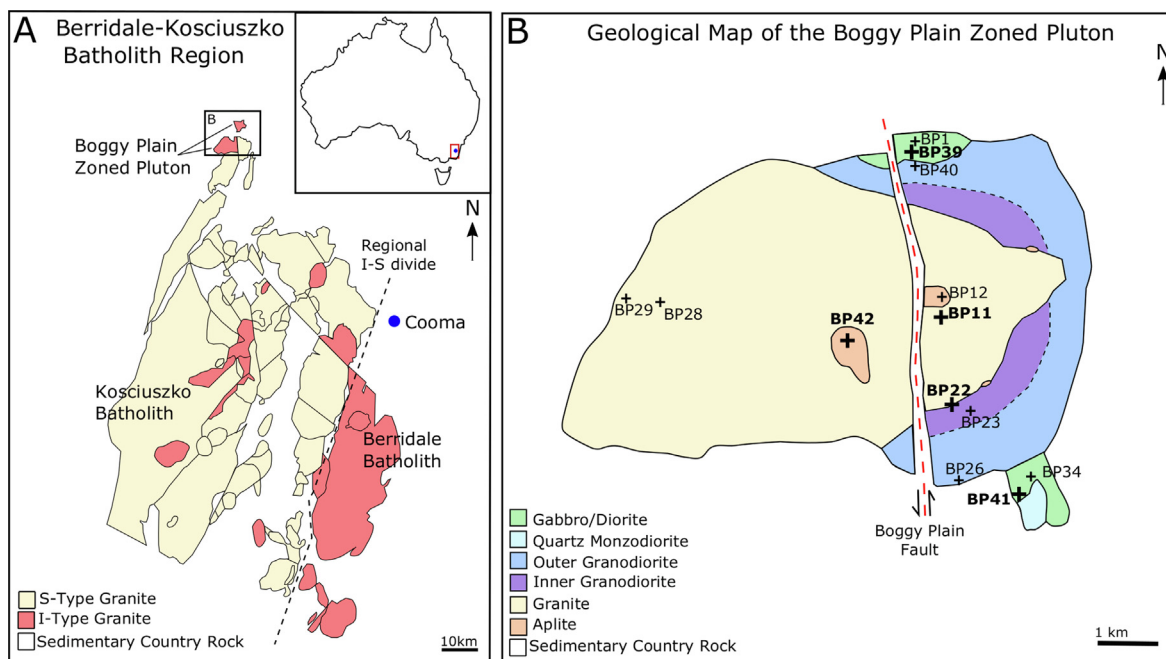 A
Berridale-Kosciuszko
Batholith Region
B
Boggy Plain
Zoned Pluton
N
Regional
I-S divide
Cooma
Kosciuszko
Batholith
Berridale
Batholith
S-Type Granite
I-Type Granite
Sedimentary Country Rock
10km
B
Geological Map of the Boggy Plain Zoned Pluton
N
BP1
BP39
BP40
BP29
BP28
BP12
BP11
BP42
BP22
BP23
BP26
BP34
BP41
Boggy Plain
Fault
Gabbro/Diorite
Quartz Monzodiorite
Outer Granodiorite
Inner Granodiorite
Granite
Aplite
Sedimentary Country Rock
1 km